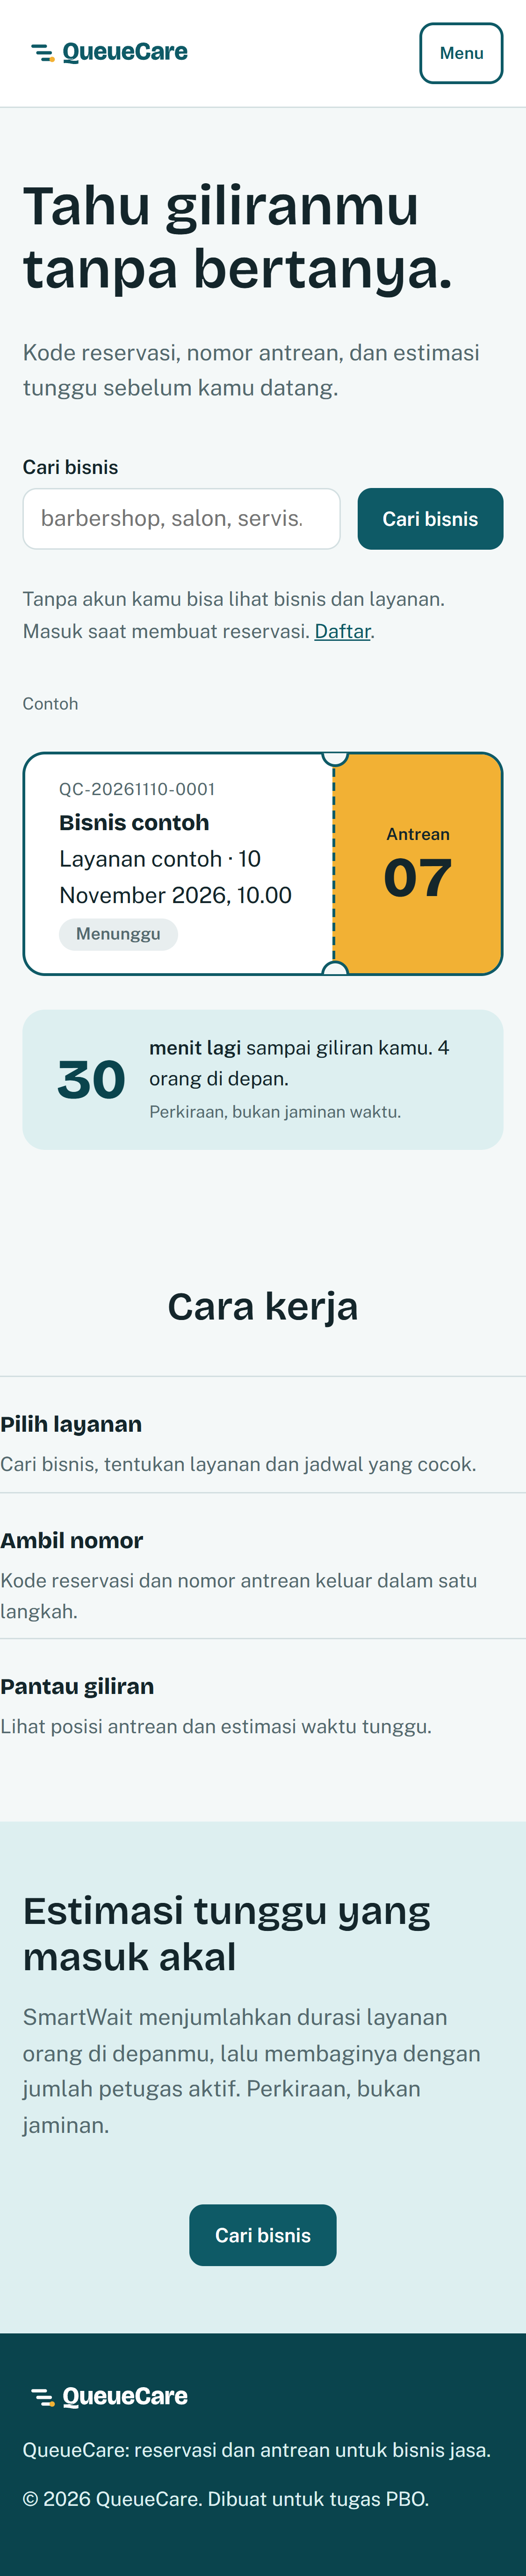 QueueCare
Menu
Tahu giliranmu
tanpa bertanya.
Kode reservasi, nomor antrean, dan estimasi
tunggu sebelum kamu datang.
Cari bisnis
barbershop, salon, servis.
Cari bisnis
Tanpa akun kamu bisa lihat bisnis dan layanan.
Masuk saat membuat reservasi. Daftar.
Contoh
QC-20261110-0001
Bisnis contoh
Layanan contoh · 10
November 2026, 10.00
Menunggu
Antrean
07
30
menit lagi sampai giliran kamu. 4
orang di depan.
Perkiraan, bukan jaminan waktu.
Cara kerja
Pilih layanan
Cari bisnis, tentukan layanan dan jadwal yang cocok.
Ambil nomor
Kode reservasi dan nomor antrean keluar dalam satu
langkah.
Pantau giliran
Lihat posisi antrean dan estimasi waktu tunggu.
Estimasi tunggu yang
masuk akal
SmartWait menjumlahkan durasi layanan
orang di depanmu, lalu membaginya dengan
jumlah petugas aktif. Perkiraan, bukan
jaminan.
Cari bisnis
QueueCare
QueueCare: reservasi dan antrean untuk bisnis jasa.
© 2026 QueueCare. Dibuat untuk tugas PBO.